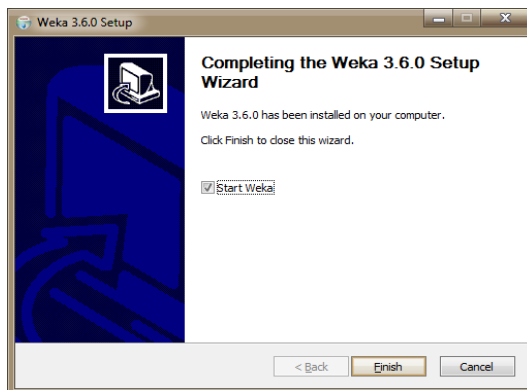 Weka 3.6.0 Setup
Completing the Weka 3.6.0 Setup
Wizard
Weka 3.6.0 has been installed on your computer.
Click Finish to close this wizard.
Start Weka
< Back
Finish
Cancel